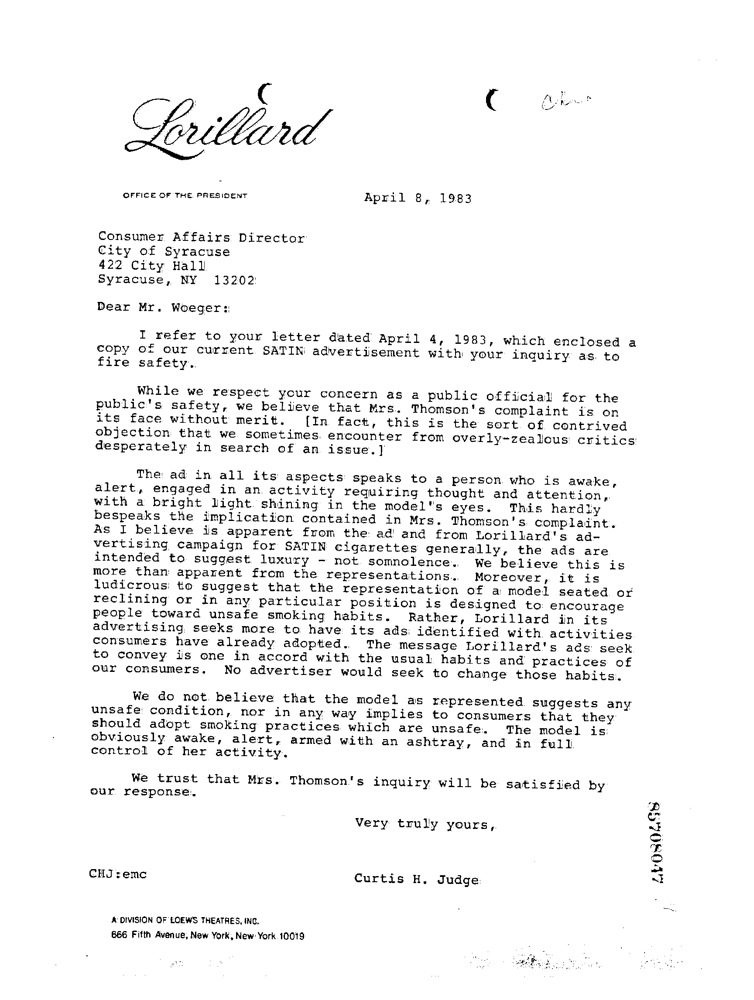 Lorillard
OFFICE OF THE PRESIDENT
April 8, 1983
Consumer Affairs Director
City of Syracuse
422 City Hall
Syracuse, NY 13202
Dear Mr. Woeger:
I refer to your letter dated April 4, 1983, which enclosed a
copy of our current SATIN advertisement with your inquiry as to
fire safety.
While we respect your concern as a public official for the
public's safety, we believe that Mrs. Thomson's complaint is on
its face without merit. [In fact, this is the sort of contrived
objection that we sometimes encounter from overly-zealous critics
desperately in search of an issue.]
The ad in all its aspects speaks to a person who is awake,
alert, engaged in an activity requiring thought and attention,
with a bright light shining in the model"s eyes. This hardly
bespeaks the implication contained in Mrs. Thomson's complaint.
As I believe is apparent from the ad and from Lorillard's ad-
vertising campaign for SATIN cigarettes generally, the ads are
intended to suggest luxury - not somnolence. We believe this is
more than apparent from the representations. Moreover, it is
ludicrous to suggest that the representation of a model seated or
reclining or in any particular position is designed to encourage
people toward unsafe smoking habits. Rather, Lorillard in its
advertising seeks more to have its ads identified with activities
consumers have already adopted. The message Lorillard's ads seek
to convey is one in accord with the usual habits and practices of
our consumers. No advertiser would seek to change those habits.
We do not believe that the model as represented suggests any
unsafe condition, nor in any way implies to consumers that they
should adopt smoking practices which are unsafe. The model is
obviously awake, alert, armed with an ashtray, and in full
control of her activity.
We trust that Mrs. Thomson's inquiry will be satisfied by
our response.
Very truly yours,
CHJ:emc
Curtis H. Judge
85708047
A DIVISION OF LOEWS THEATRES, INC.
666 Fifth Avenue, New York, New York 10019